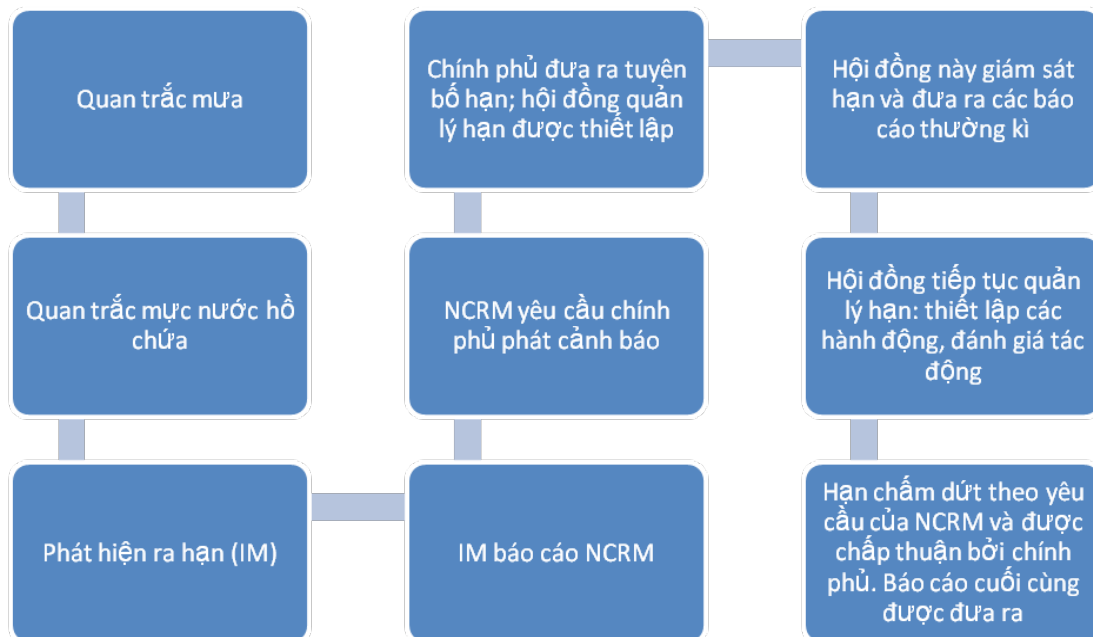 Quan trắc mưa
Quan trắc mực nước hồ
chứa
Phát hiện ra hạn (IM)
IM báo cáo NCRM
NCRM yêu cầu chính
phủ phát cảnh báo
Chính phủ đưa ra tuyên
bố hạn; hội đồng quản
lý hạn được thiết lập
Hội đồng này giám sát
hạn và đưa ra các báo
cáo thường kì
Hội đồng tiếp tục quản
lý hạn: thiết lập các
hành động, đánh giá tác
động
Hạn chấm dứt theo yêu
cầu của NCRM và được
chấp thuận bởi chính
phủ. Báo cáo cuối cùng
được đưa ra